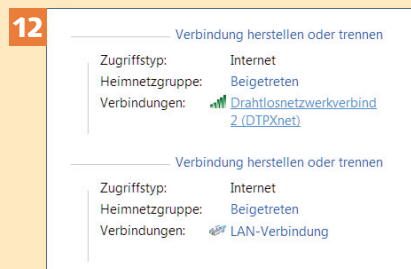 12
Verbindung herstellen oder trennen
Zugriffstyp: Internet
Heimnetzgruppe: Beigetreten
Verbindungen: Drahtlosnetzwerkverbind
2 (DTPXnet)
Verbindung herstellen oder trennen
Zugriffstyp: Internet
Heimnetzgruppe: Beigetreten
Verbindungen: LAN-Verbindung